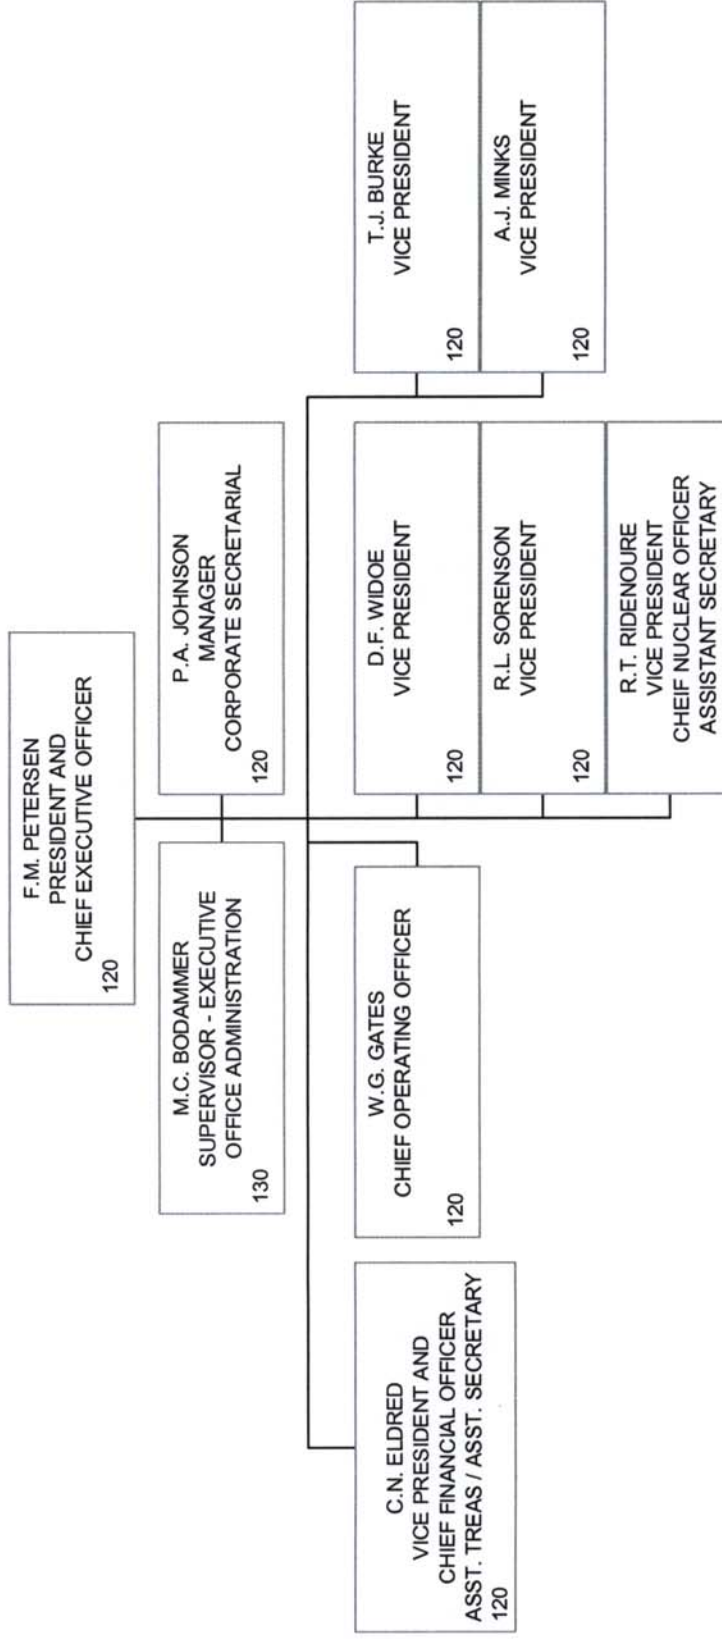 F.M. PETERSEN
PRESIDENT AND
CHIEF EXECUTIVE OFFICER
120
M.C. BODAMMER
SUPERVISOR - EXECUTIVE
OFFICE ADMINISTRATION
130
P.A. JOHNSON
MANAGER
CORPORATE SECRETARIAL
120
C.N. ELDRED
VICE PRESIDENT AND
CHIEF FINANCIAL OFFICER
ASST. TREAS / ASST. SECRETARY
120
W.G. GATES
CHIEF OPERATING OFFICER
120
D.F. WIDOE
VICE PRESIDENT
120
R.L. SORENSON
VICE PRESIDENT
120
R.T. RIDENOURE
VICE PRESIDENT
CHEIF NUCLEAR OFFICER
ASSISTANT SECRETARY
T.J. BURKE
VICE PRESIDENT
120
A.J. MINKS
VICE PRESIDENT
120